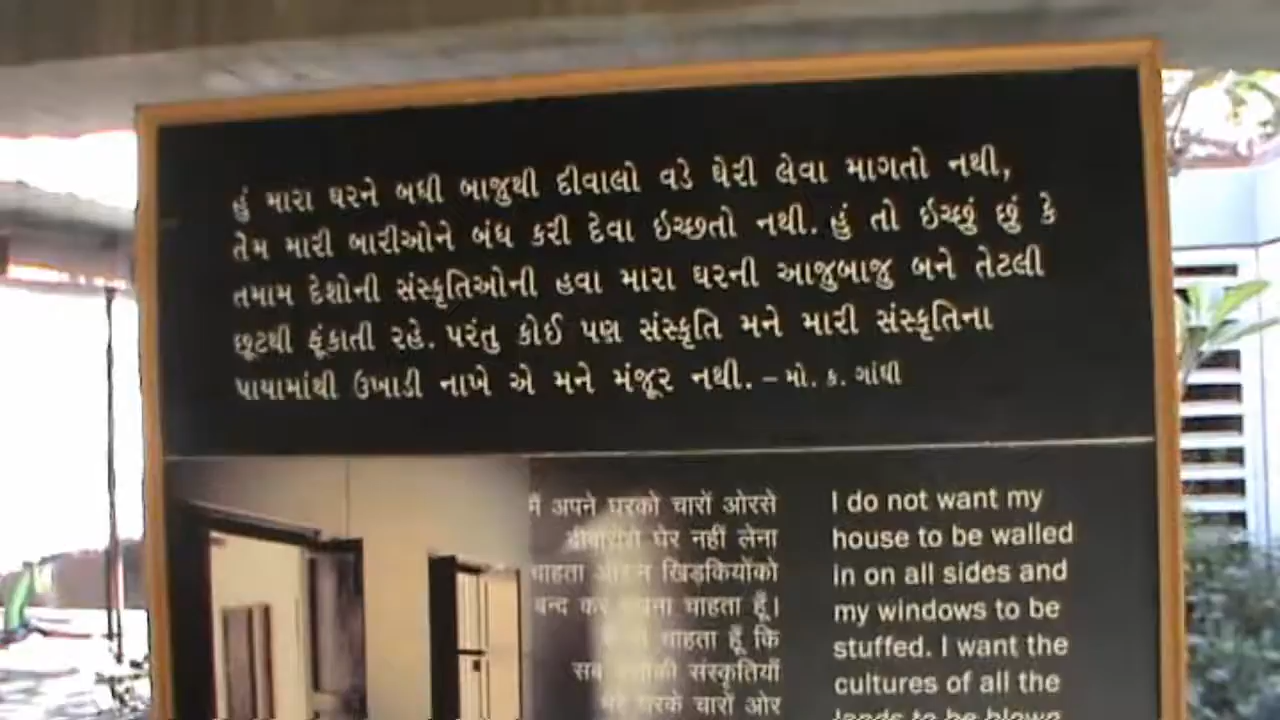 હું મારા ઘરને બધી બાજુથી દીવાલો વડે ઘેરી લેવા માગતો નથી,
તેમ મારી બારીઓને બંધ કરી દેવા ઇચ્છતો નથી. હું તો ઇચ્છું છું કે
તમામ દેશોની સંસ્કૃતિઓની હવા મારા ઘરની આજુબાજુ બને તેટલી
છૂટથી ફૂંકાતી રહે. પરંતુ કોઈ પણ સંસ્કૃતિ મને મારી સંસ્કૃતિના
પાયામાંથી ઉખાડી નાખે એ મને મંજૂર નથી. – મો. ક. ગાંધી
मैं अपने घरको चारों ओरसे
घेर नहीं लेना
चाहता खिड़कियोंको
बन्द चाहता हूँ।
चाहता हूँ कि
सब संस्कृतियाँ
मेरे घरके चारों ओर
I do not want my
house to be walled
in on all sides and
my windows to be
stuffed. I want the
cultures of all the
lands to be blown